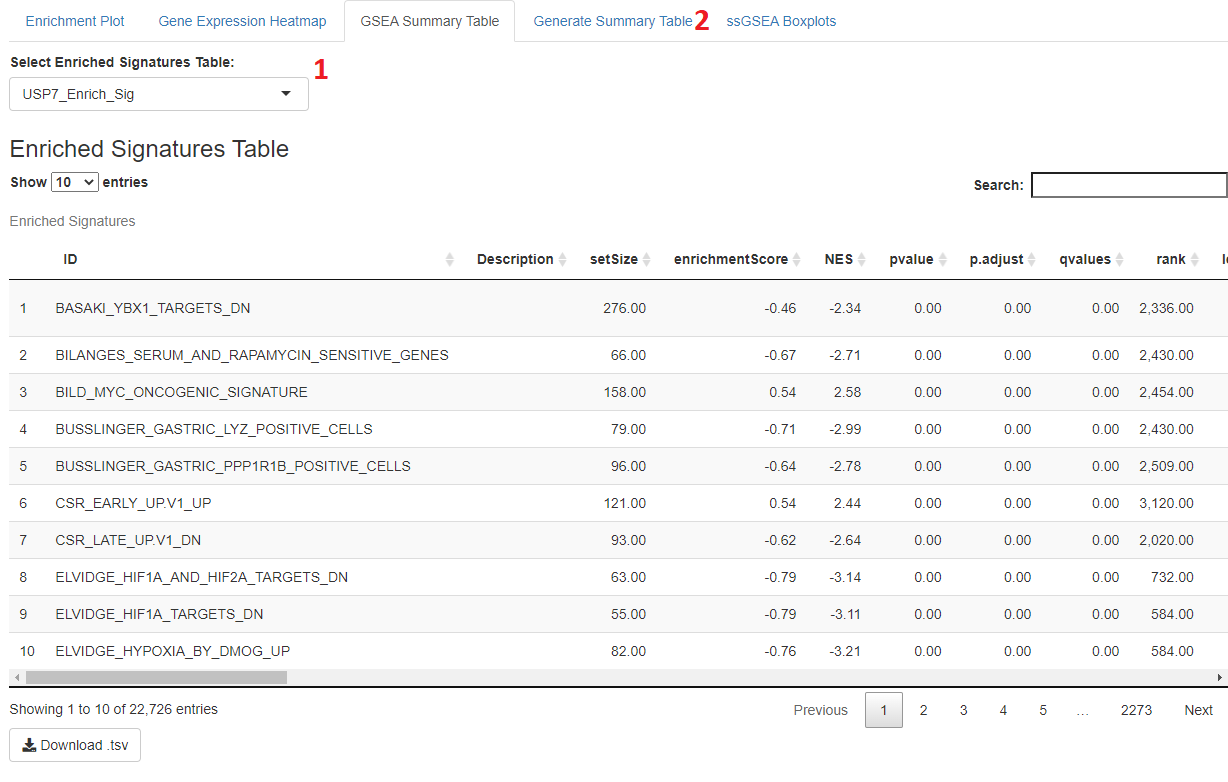 Enrichment Plot Gene Expression Heatmap GSEA Summary Table Generate Summary Table 2 ssGSEA Boxplots
Select Enriched Signatures Table: 1
USP7_Enrich_Sig
Enriched Signatures Table
Show 10 entries Search:
Enriched Signatures
ID Description setSize enrichmentScore NES pvalue p.adjust qvalues rank
1 BASAKI_YBX1_TARGETS_DN 276.00 -0.46 -2.34 0.00 0.00 0.00 2,336.00
2 BILANGES_SERUM_AND_RAPAMYCIN_SENSITIVE_GENES 66.00 -0.67 -2.71 0.00 0.00 0.00 2,430.00
3 BILD_MYC_ONCOGENIC_SIGNATURE 158.00 0.54 2.58 0.00 0.00 0.00 2,454.00
4 BUSSLINGER_GASTRIC_LYZ_POSITIVE_CELLS 79.00 -0.71 -2.99 0.00 0.00 0.00 2,430.00
5 BUSSLINGER_GASTRIC_PPP1R1B_POSITIVE_CELLS 96.00 -0.64 -2.78 0.00 0.00 0.00 2,509.00
6 CSR_EARLY_UP.V1_UP 121.00 0.54 2.44 0.00 0.00 0.00 3,120.00
7 CSR_LATE_UP.V1_DN 93.00 -0.62 -2.64 0.00 0.00 0.00 2,020.00
8 ELVIDGE_HIF1A_AND_HIF2A_TARGETS_DN 63.00 -0.79 -3.14 0.00 0.00 0.00 732.00
9 ELVIDGE_HIF1A_TARGETS_DN 55.00 -0.79 -3.11 0.00 0.00 0.00 584.00
10 ELVIDGE_HYPOXIA_BY_DMOG_UP 82.00 -0.76 -3.21 0.00 0.00 0.00 584.00
Showing 1 to 10 of 22,726 entries Previous 1 2 3 4 5 … 2273 Next
Download .tsv